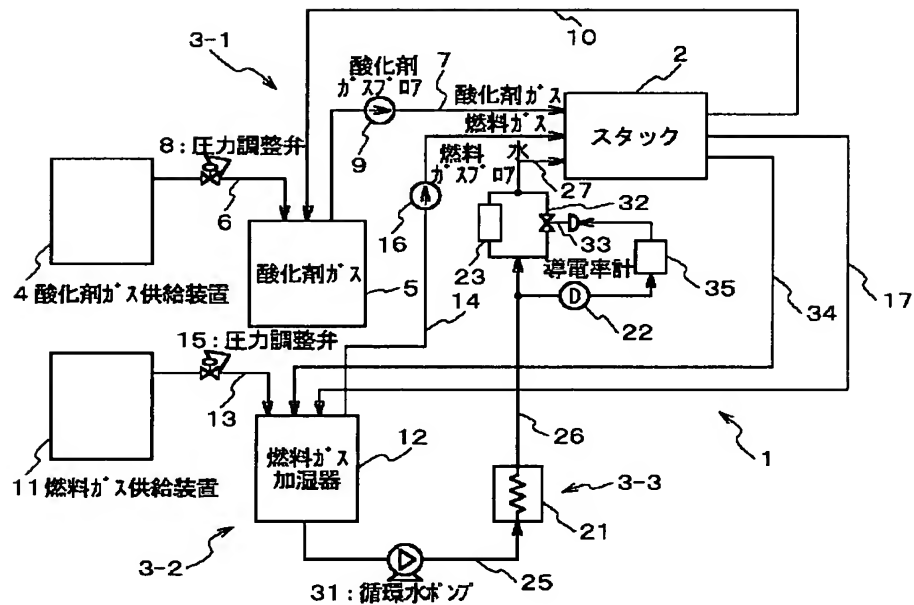 10
3-1
酸化剤
ガスブロア
7
2
酸化剤ガス
燃料ガス
スタック
9
8：圧力調整弁
6
燃料
ガスブロア
水
27
32
16
33
23
導電率計
35
酸化剤ガス
5
4 酸化剤ガス供給装置
14
22
34
17
15：圧力調整弁
13
26
1
12
燃料ガス
加湿器
11 燃料ガス供給装置
3-3
21
3-2
25
31：循環水ポンプ
D
D